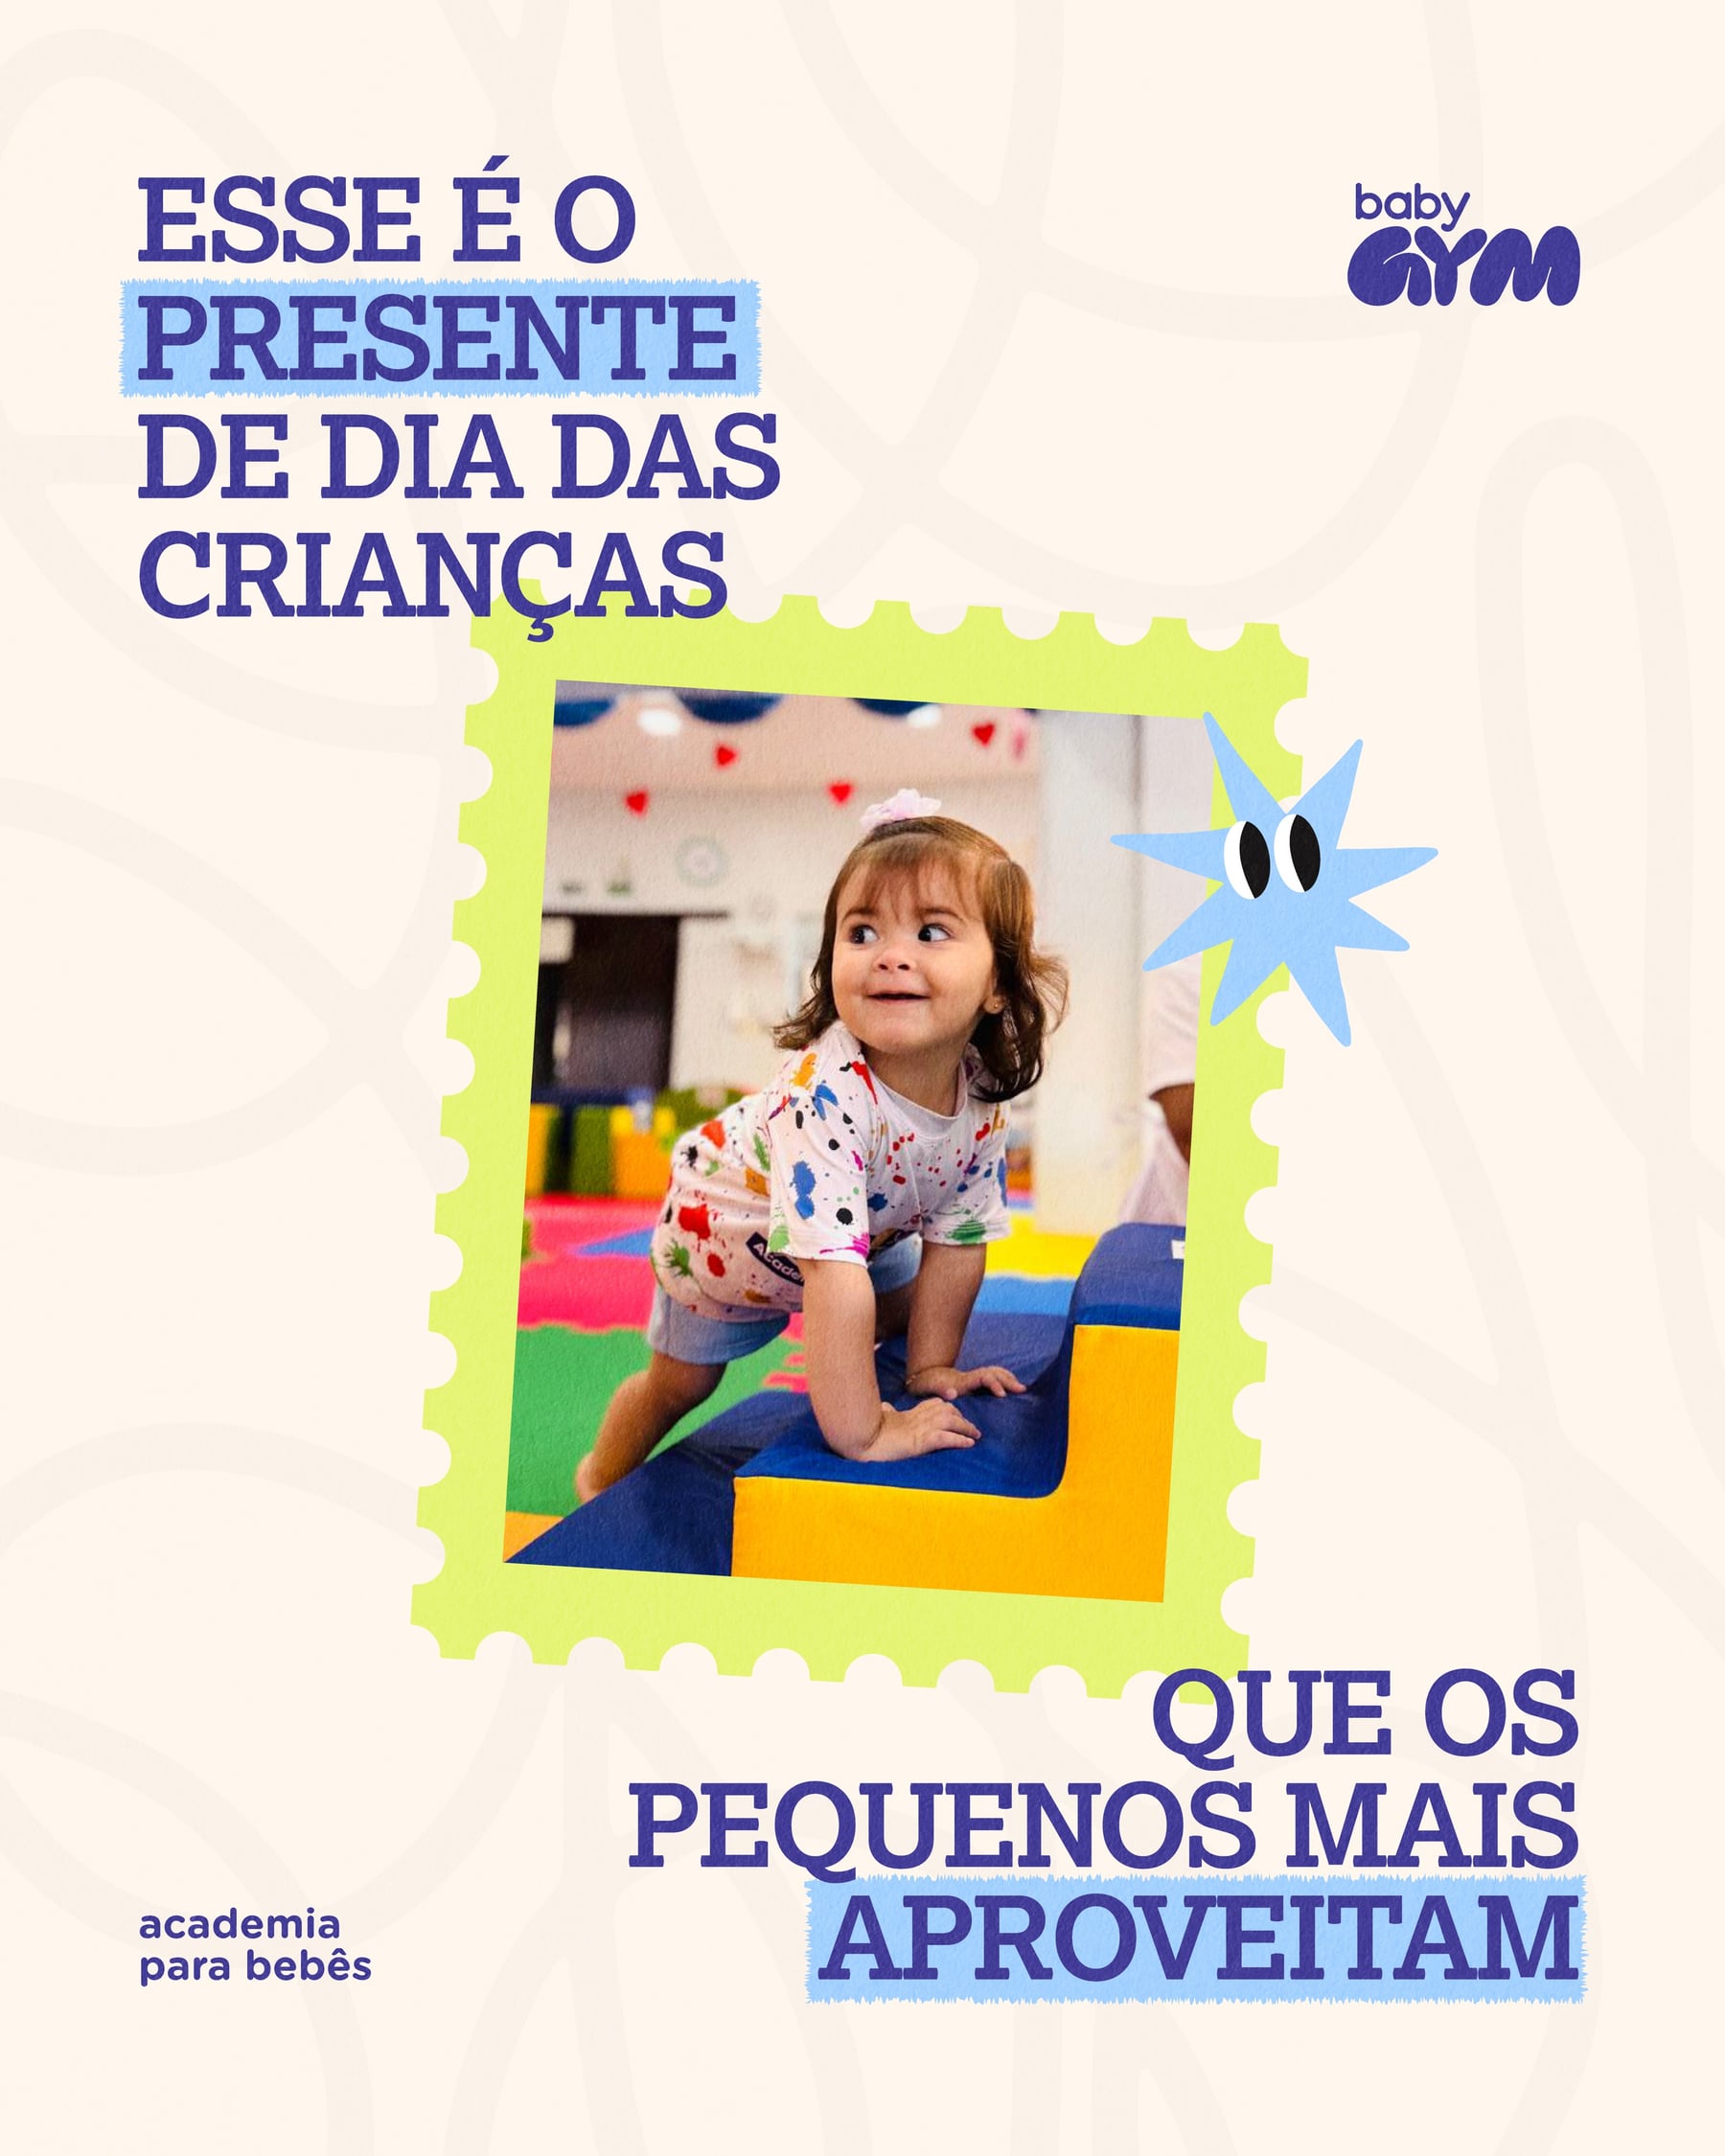 ESSE É O
PRESENTE
DE DIA DAS
CRIANÇAS
baby
GYM
QUE OS
PEQUENOS MAIS
APROVEITAM
academia
para bebês